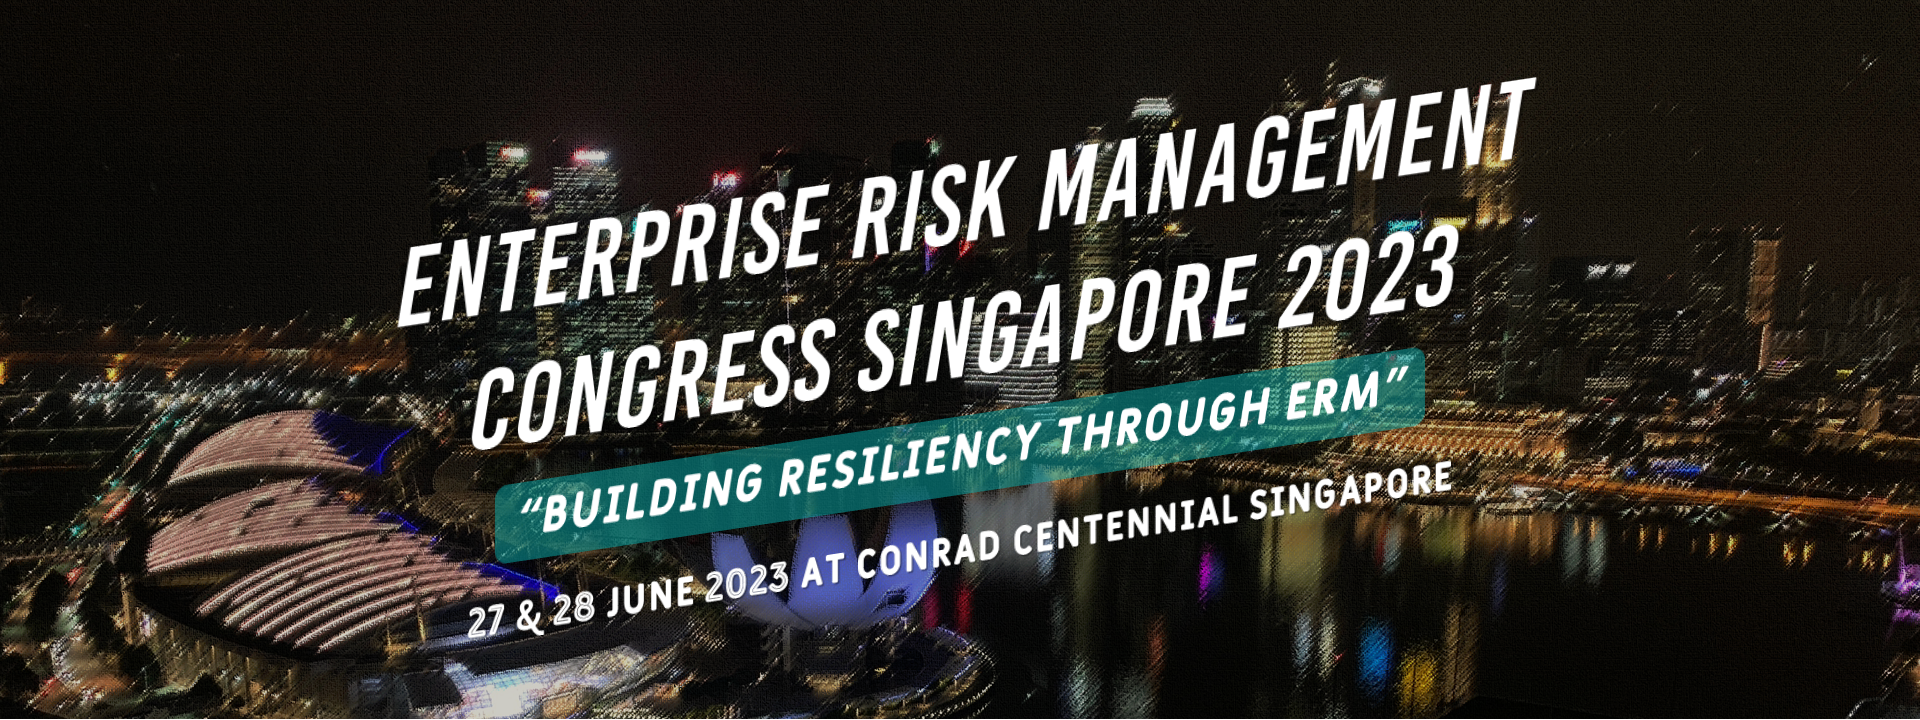 ENTERPRISE RISK MANAGEMENT
CONGRESS SINGAPORE 2023
“BUILDING RESILIENCY THROUGH ERM”
27 & 28 JUNE 2023 AT CONRAD CENTENNIAL SINGAPORE